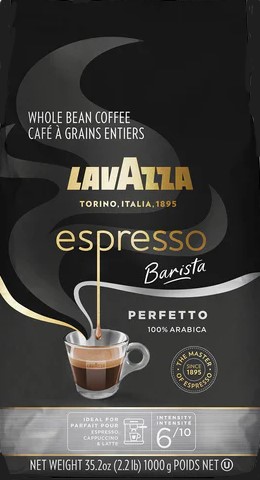 WHOLE BEAN COFFEE
CAFÉ À GRAINS ENTIERS
LAVAZZA
TORINO, ITALIA, 1895
espresso
Barista
PERFETTO
100% ARABICA
• THE MASTER OF ESPRESSO •
SINCE
1895
IDEAL FOR
PARFAIT POUR
ESPRESSO,
CAPPUCCINO
& LATTE
INTENSITY
INTENSITÉ
6/10
NET WEIGHT 35.2oz (2.2 lb) 1000 g POIDS NET U